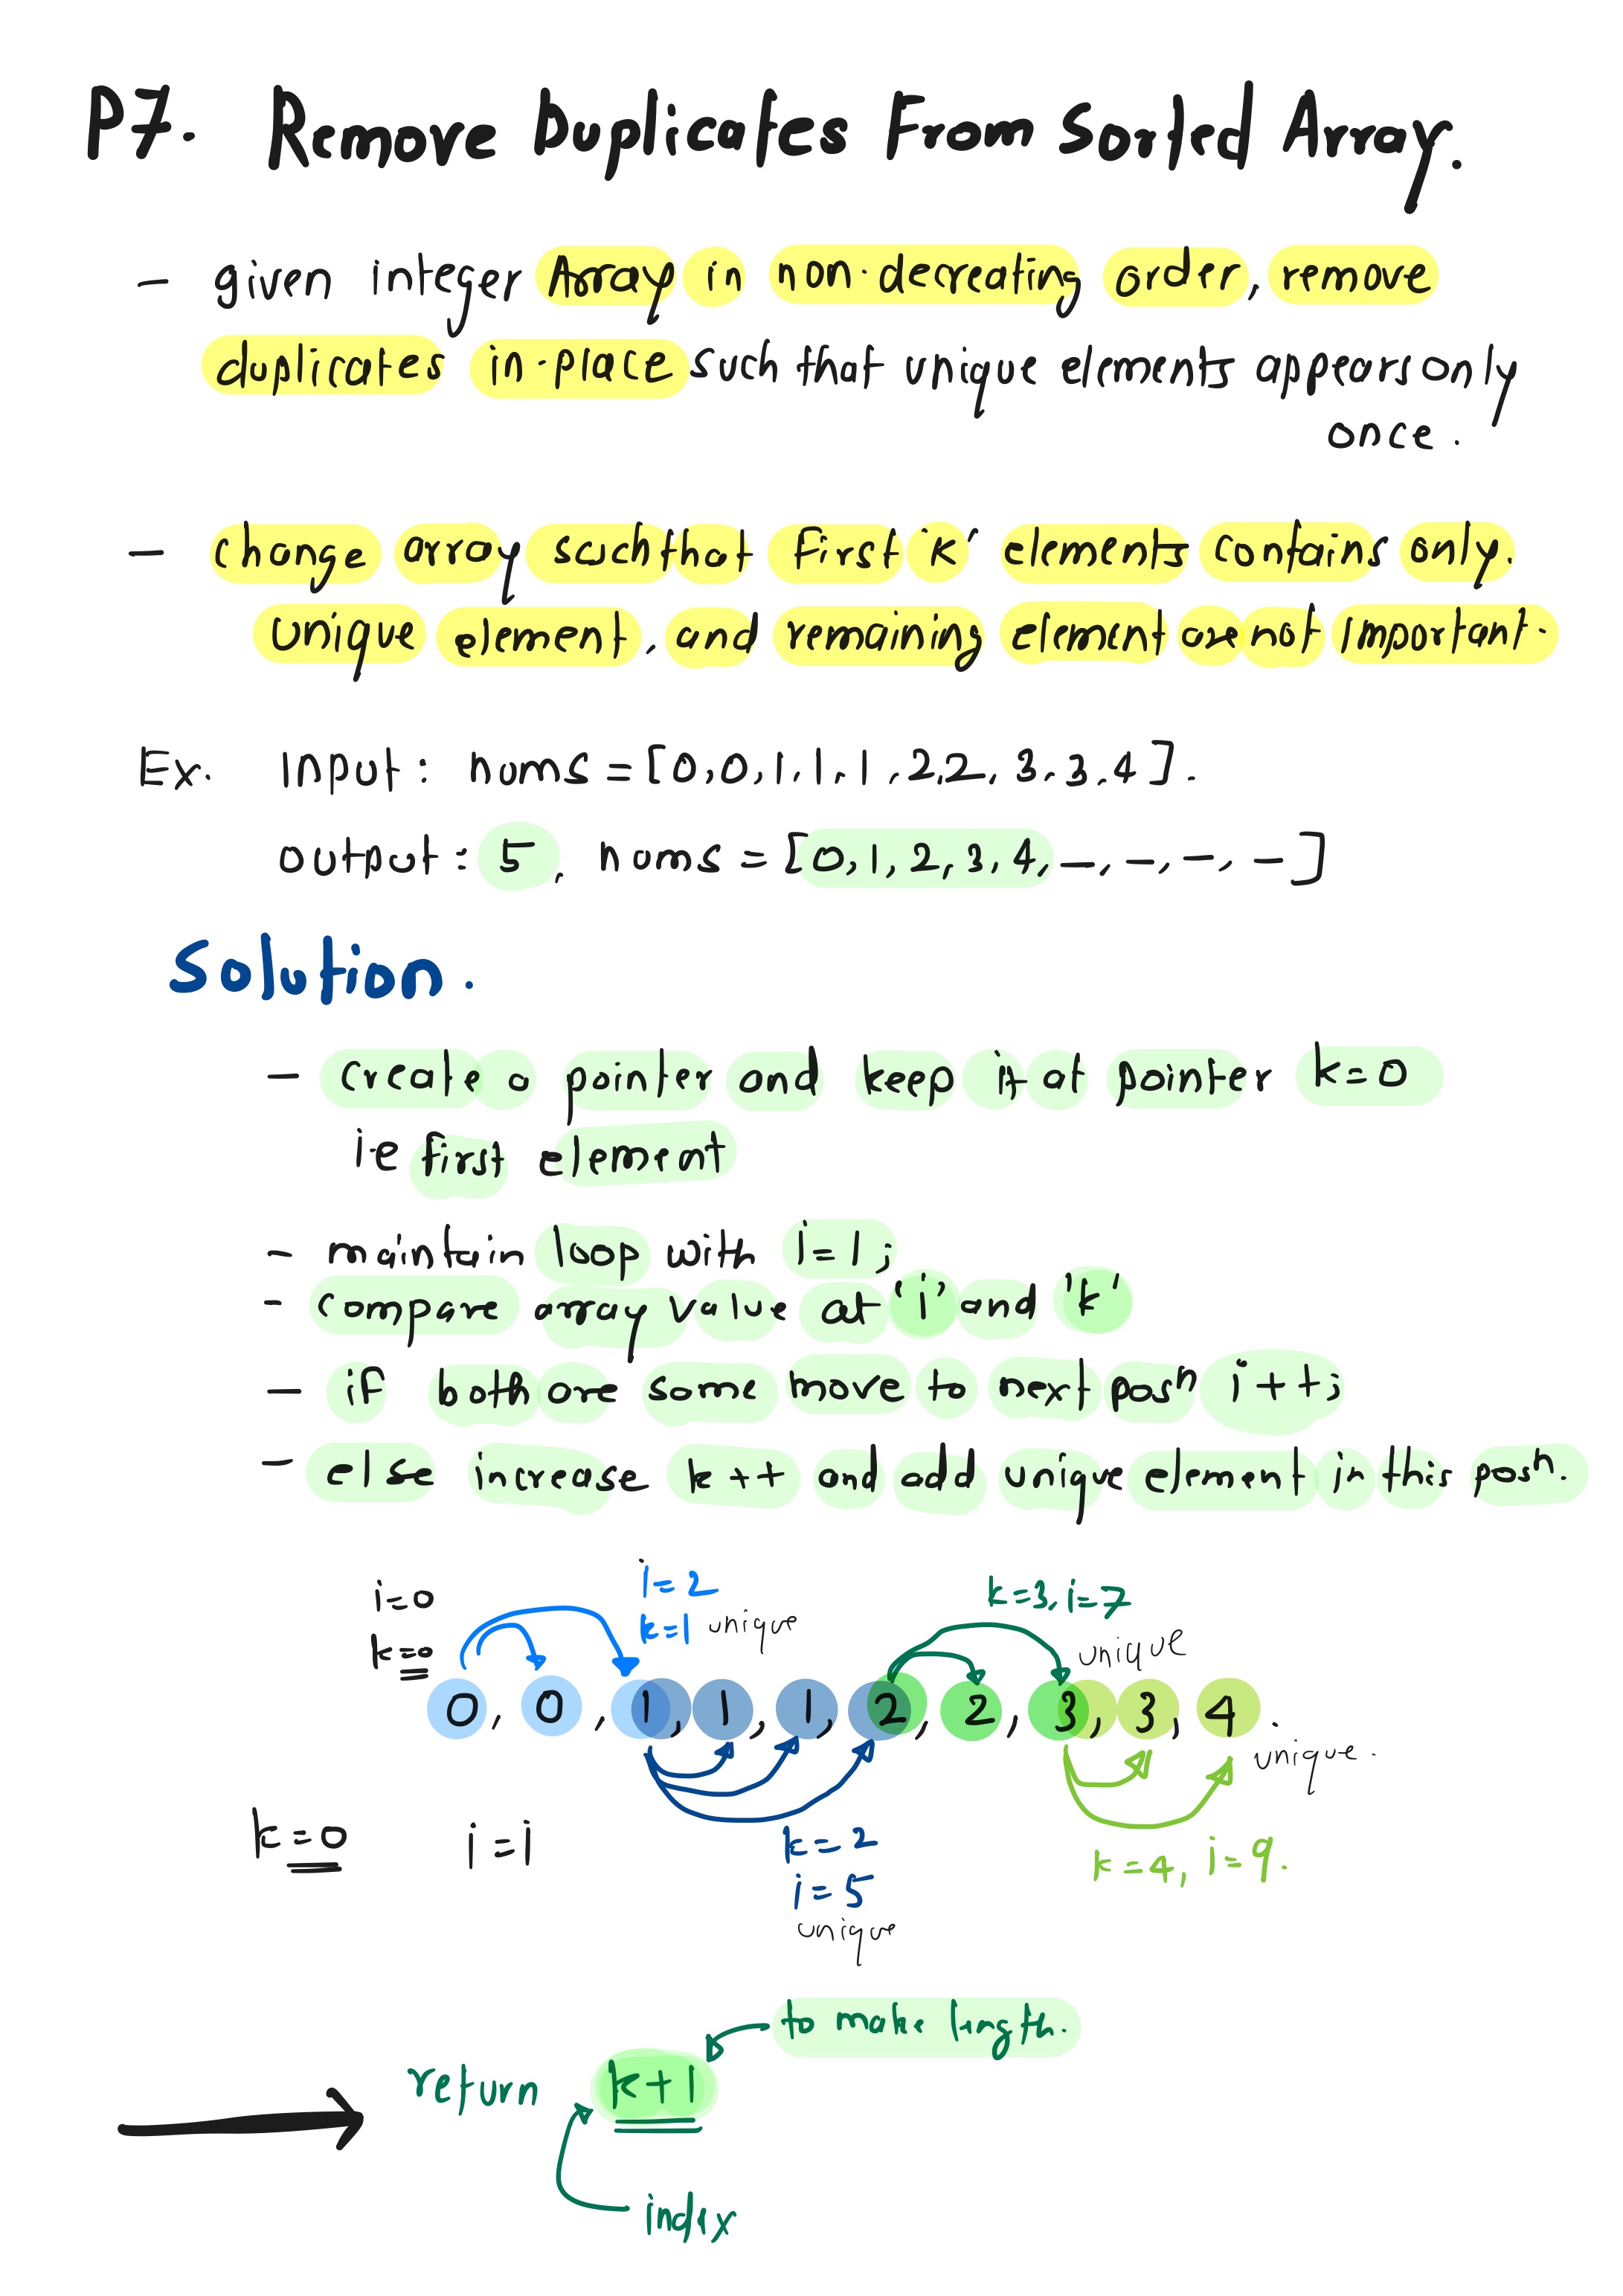 P7. Remove Duplicates From Sorted Array.
- given integer Array in non-decreating order, remove
duplicates in-place such that unique elements appears only
once.
- change array such that first 'k' elements contains only.
unique element, and remaining element are not important.
Ex. Input: nums = [0,0,1,1,1,2,2,3,3,4].
output: 5, nums = [0,1,2,3,4,_,_,_,_]
Solution.
- create a pointer and keep it at pointer k=0
i.e first element
- maintain loop with i=1;
- compare array value at 'i' and 'k'
- if both are same move to next posn i++;
- else increase k++ and add unique element in this posn.
i=0
k=0
i=2
k=1 unique
k=3, i=7
unique
0, 0, 1, 1, 1, 2, 2, 3, 3, 4.
unique.
k=0 i=i
k=2
i=5
unique
k=4, i=9.
to make length.
return k+1
index